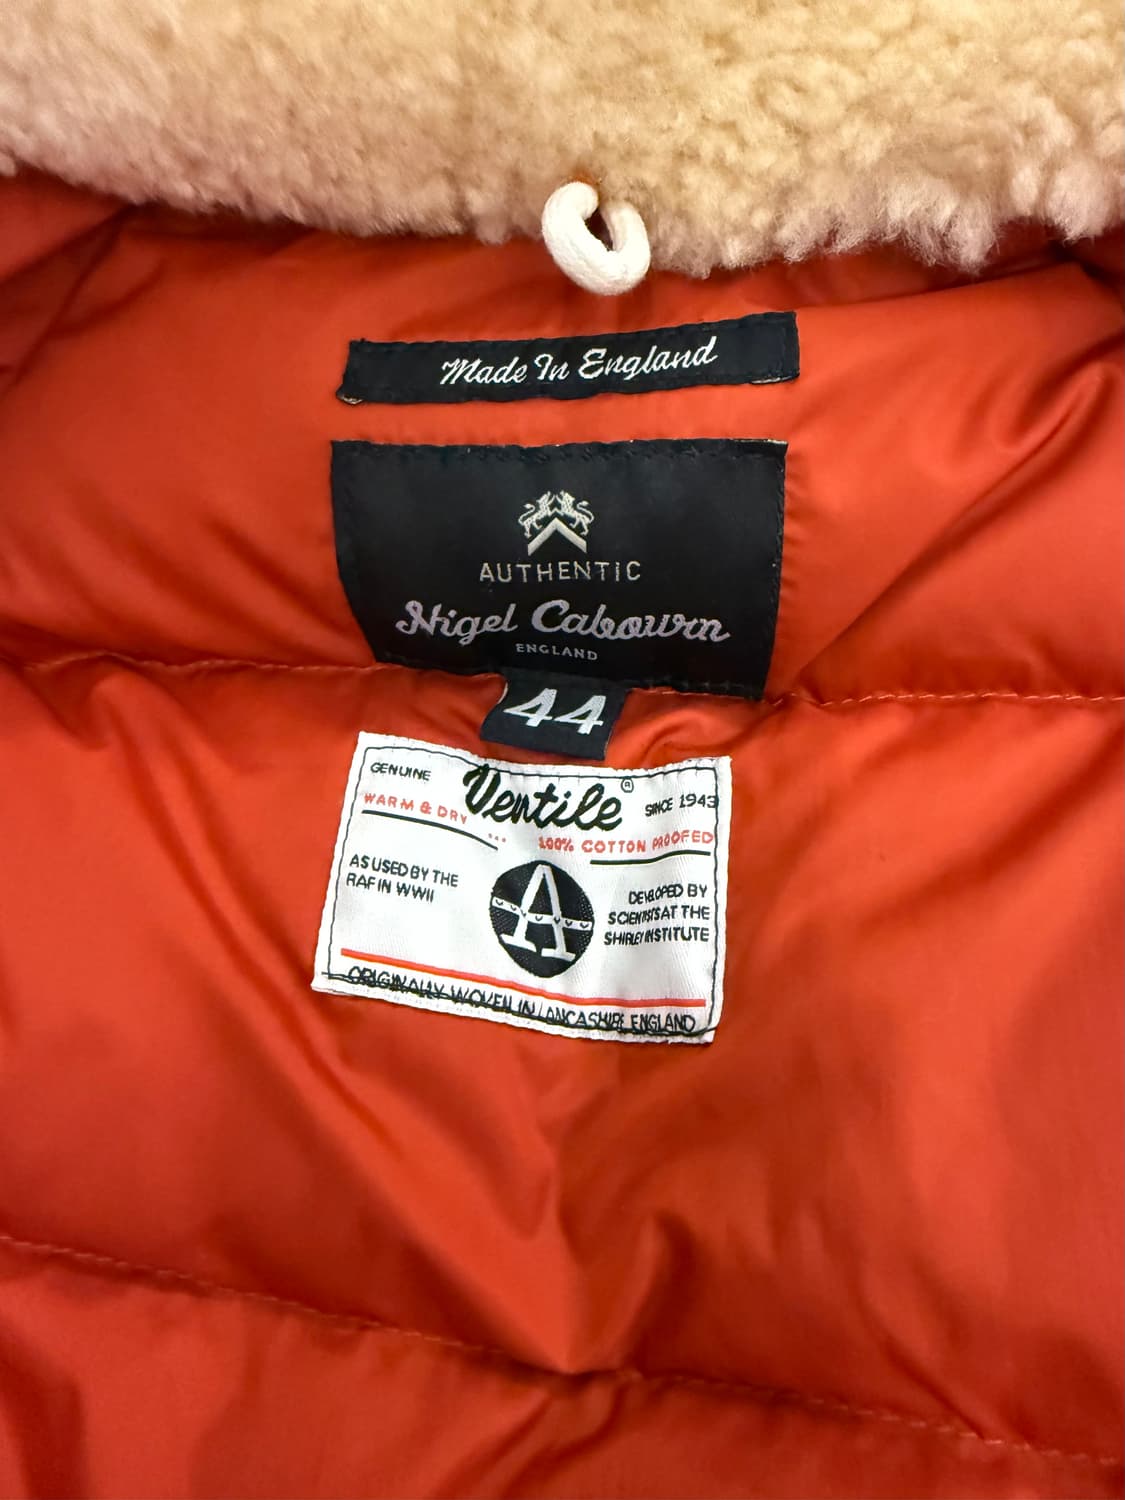 Made In England
AUTHENTIC
Nigel Cabourn
ENGLAND
44
GENUINE Ventile® SINCE 1943
WARM & DRY ... 100% COTTON PROOFED
AS USED BY THE
RAF IN WWII
A
DEVELOPED BY
SCIENTISTS AT THE
SHIRLEY INSTITUTE
ORIGINALLY WOVEN IN LANCASHIRE ENGLAND